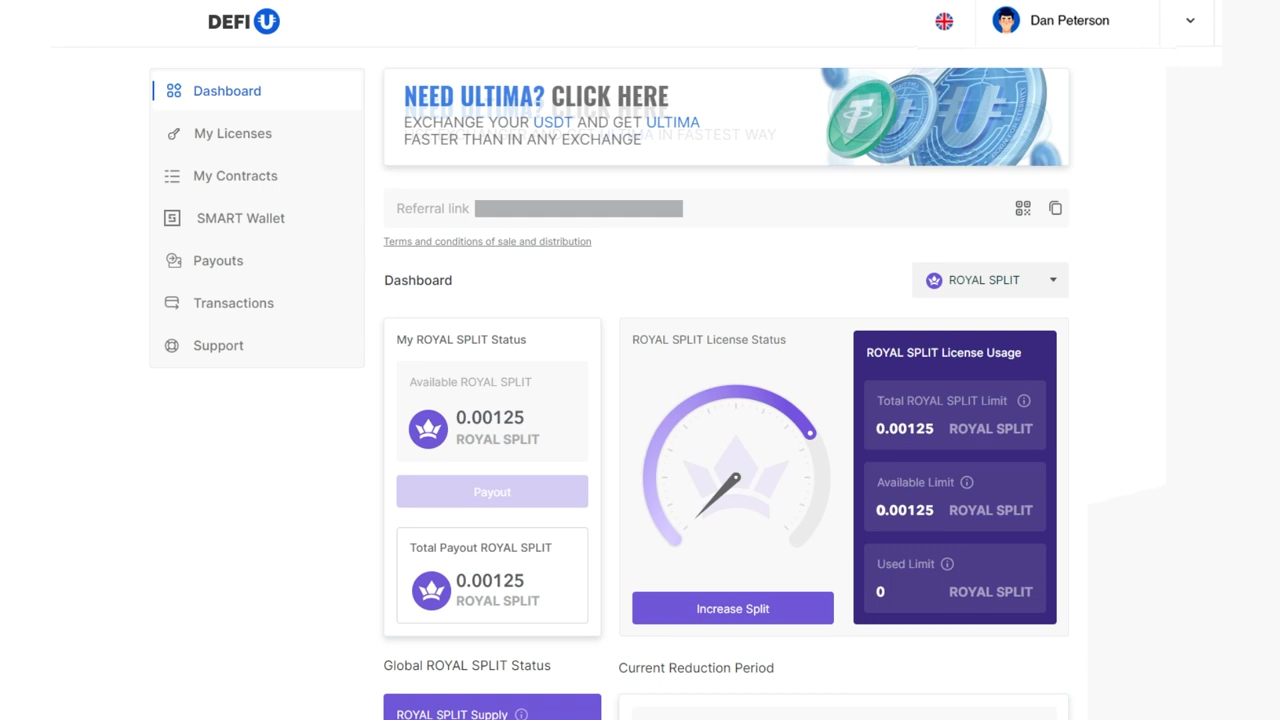 DEFI U
Dan Peterson
Dashboard
My Licenses
My Contracts
SMART Wallet
Payouts
Transactions
Support
NEED ULTIMA? CLICK HERE
EXCHANGE YOUR USDT AND GET ULTIMA
FASTER THAN IN ANY EXCHANGE
IN FASTEST WAY
Referral link
Terms and conditions of sale and distribution
Dashboard
ROYAL SPLIT
My ROYAL SPLIT Status
Available ROYAL SPLIT
0.00125
ROYAL SPLIT
Payout
Total Payout ROYAL SPLIT
0.00125
ROYAL SPLIT
ROYAL SPLIT License Status
Increase Split
ROYAL SPLIT License Usage
Total ROYAL SPLIT Limit
0.00125 ROYAL SPLIT
Available Limit
0.00125 ROYAL SPLIT
Used Limit
0 ROYAL SPLIT
Global ROYAL SPLIT Status
Current Reduction Period
ROYAL SPLIT Supply